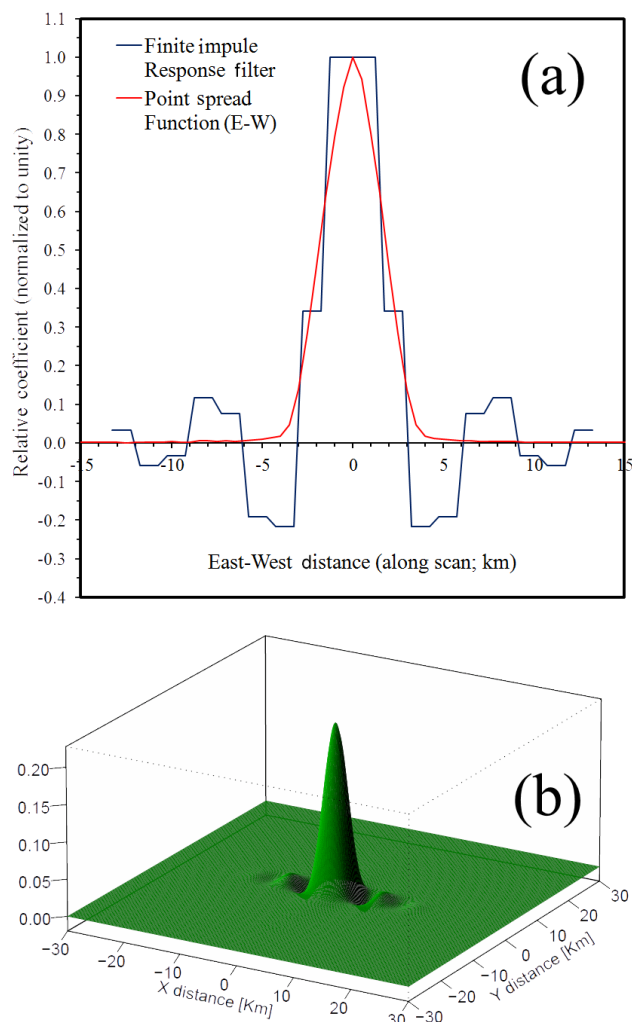 1.1
1.0
0.9
0.8
0.7
0.6
0.5
0.4
0.3
0.2
0.1
0.0
-0.1
-0.2
-0.3
-0.4
Relative coefficient (normalized to unity)
Finite impule
Response filter
Point spread
Function (E-W)
(a)
-15 -10 -5 0 5 10 15
East-West distance (along scan; km)
(b)
0.20
0.15
0.10
0.05
0.00
−30 −20 −10 0 10 20 30
X distance [Km]
−30 −20 −10 0 10 20 30
Y distance [Km]